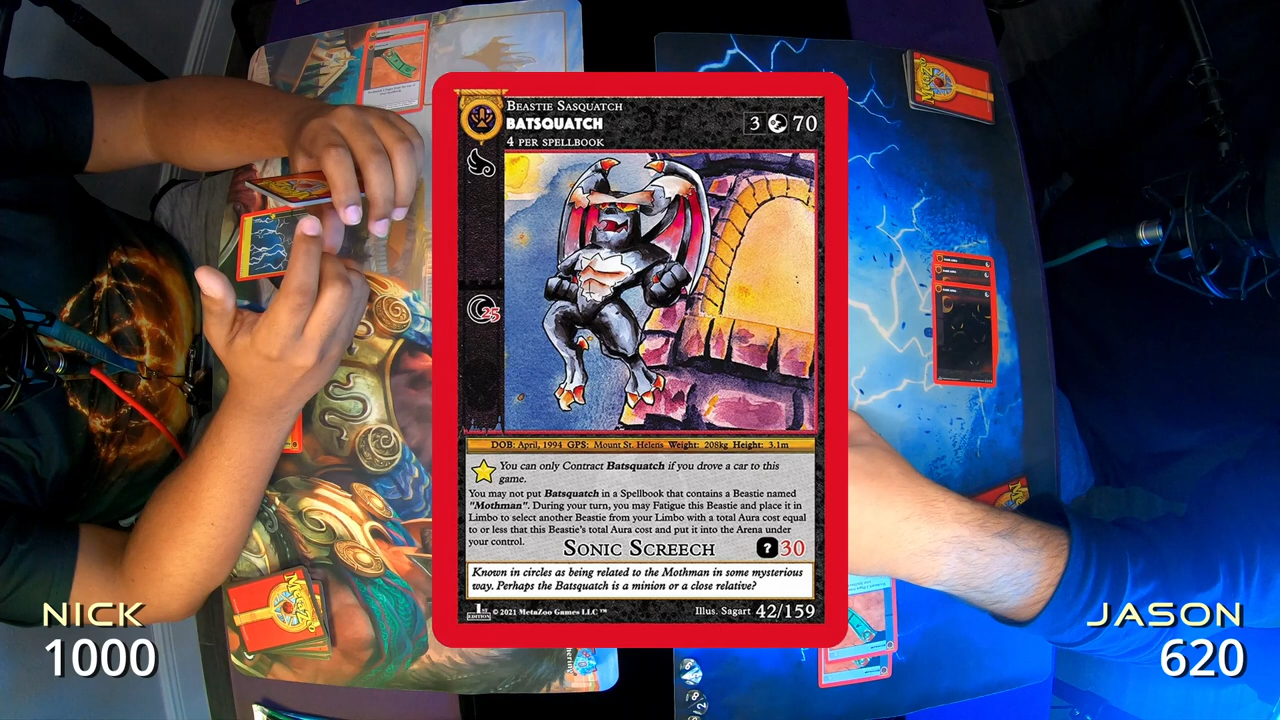 BEASTIE SASQUATCH
BATSQUATCH
3 70
4 PER SPELLBOOK
25
DOB: April, 1994 GPS: Mount St. Helens Weight: 208kg Height: 3.1m
You can only Contract Batsquatch if you drove a car to this
game.
You may not put Batsquatch in a Spellbook that contains a Beastie named
"Mothman". During your turn, you may Fatigue this Beastie and place it in
Limbo to select another Beastie from your Limbo with a total Aura cost equal
to or less that this Beastie's total Aura cost and put it into the Arena under
your control.
SONIC SCREECH ? 30
Known in circles as being related to the Mothman in some mysterious
way. Perhaps the Batsquatch is a minion or a close relative?
1ST EDITION © 2021 MetaZoo Games LLC ™ Illus. Sagart 42/159
NICK
1000
JASON
620
MetaZoo
MetaZoo